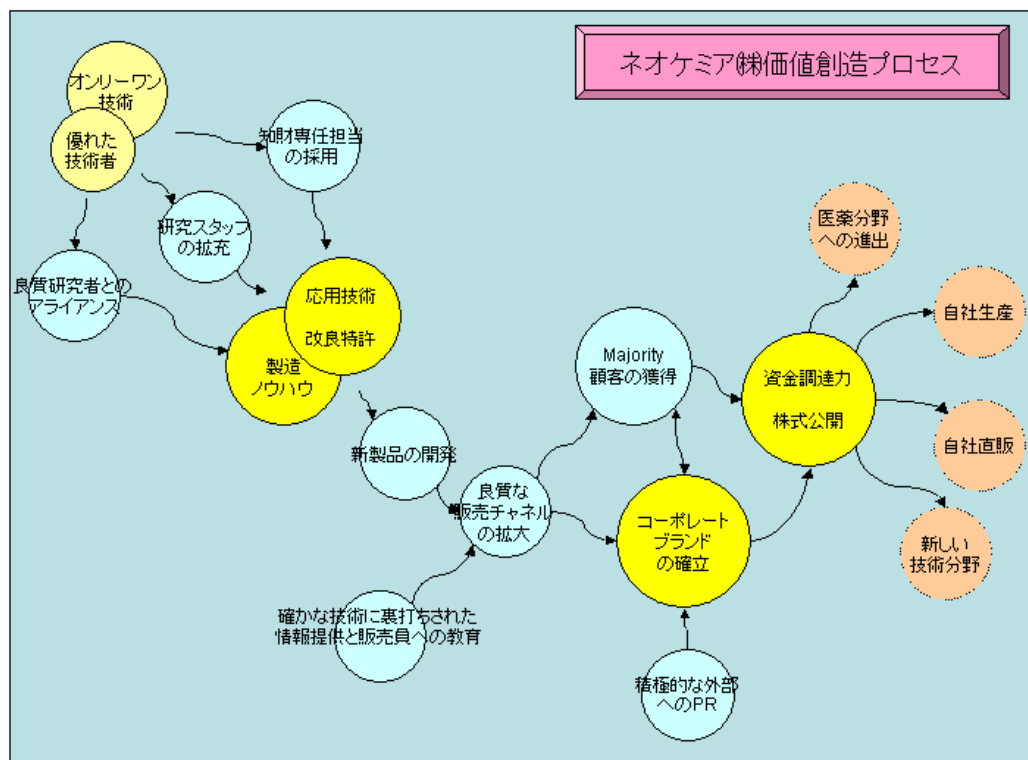 ネオケミア㈱価値創造プロセス
オンリーワン
技術
優れた
技術者
知財専任担当
の採用
研究スタッフ
の拡充
良質研究者との
アライアンス
応用技術
改良特許
製造
ノウハウ
新製品の開発
良質な
販売チャネル
の拡大
確かな技術に裏打ちされた
情報提供と販売員への教育
Majority
顧客の獲得
コーポレート
ブランド
の確立
積極的な外部
へのPR
資金調達力
株式公開
医薬分野
への進出
自社生産
自社直販
新しい
技術分野